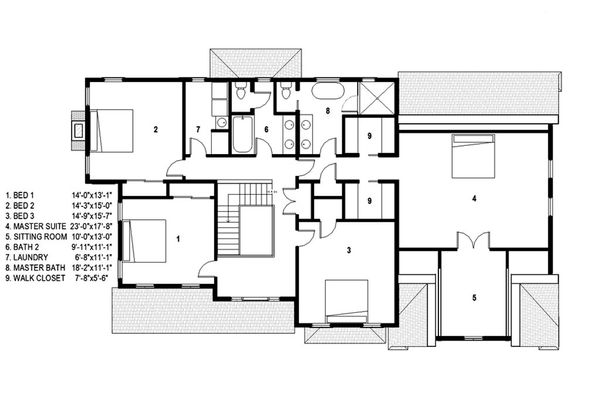 2
7
6
8
9
4
9
1
3
5
1. BED 1 14'-0"x13'-1"
2. BED 2 14'-3"x15'-0"
3. BED 3 14'-9"x15'-7"
4. MASTER SUITE 23'-0"x17'-8"
5. SITTING ROOM 10'-0"x13'-0"
6. BATH 2 9'-11"x11'-1"
7. LAUNDRY 6'-8"x11'-1"
8. MASTER BATH 18'-2"x11'-1"
9. WALK CLOSET 7'-8"x5'-6"